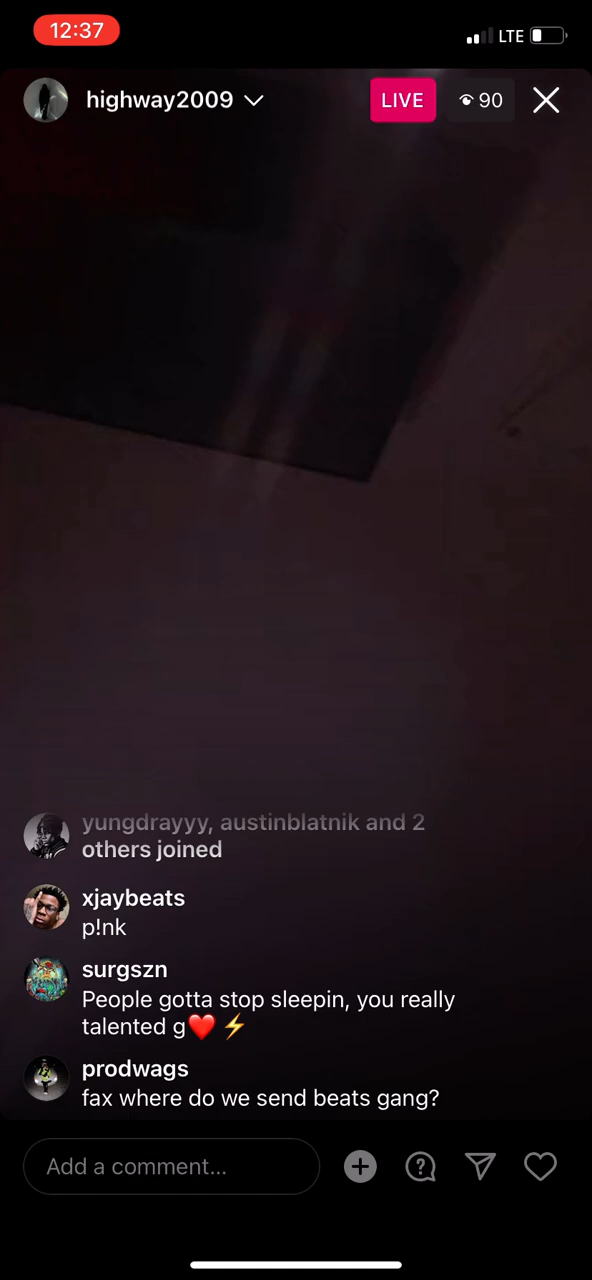 12:37
LTE
highway2009
LIVE
90
yungdrayyy, austinblatnik and 2
others joined
xjaybeats
p!nk
surgszn
People gotta stop sleepin, you really
talented g❤️⚡
prodwags
fax where do we send beats gang?
Add a comment...